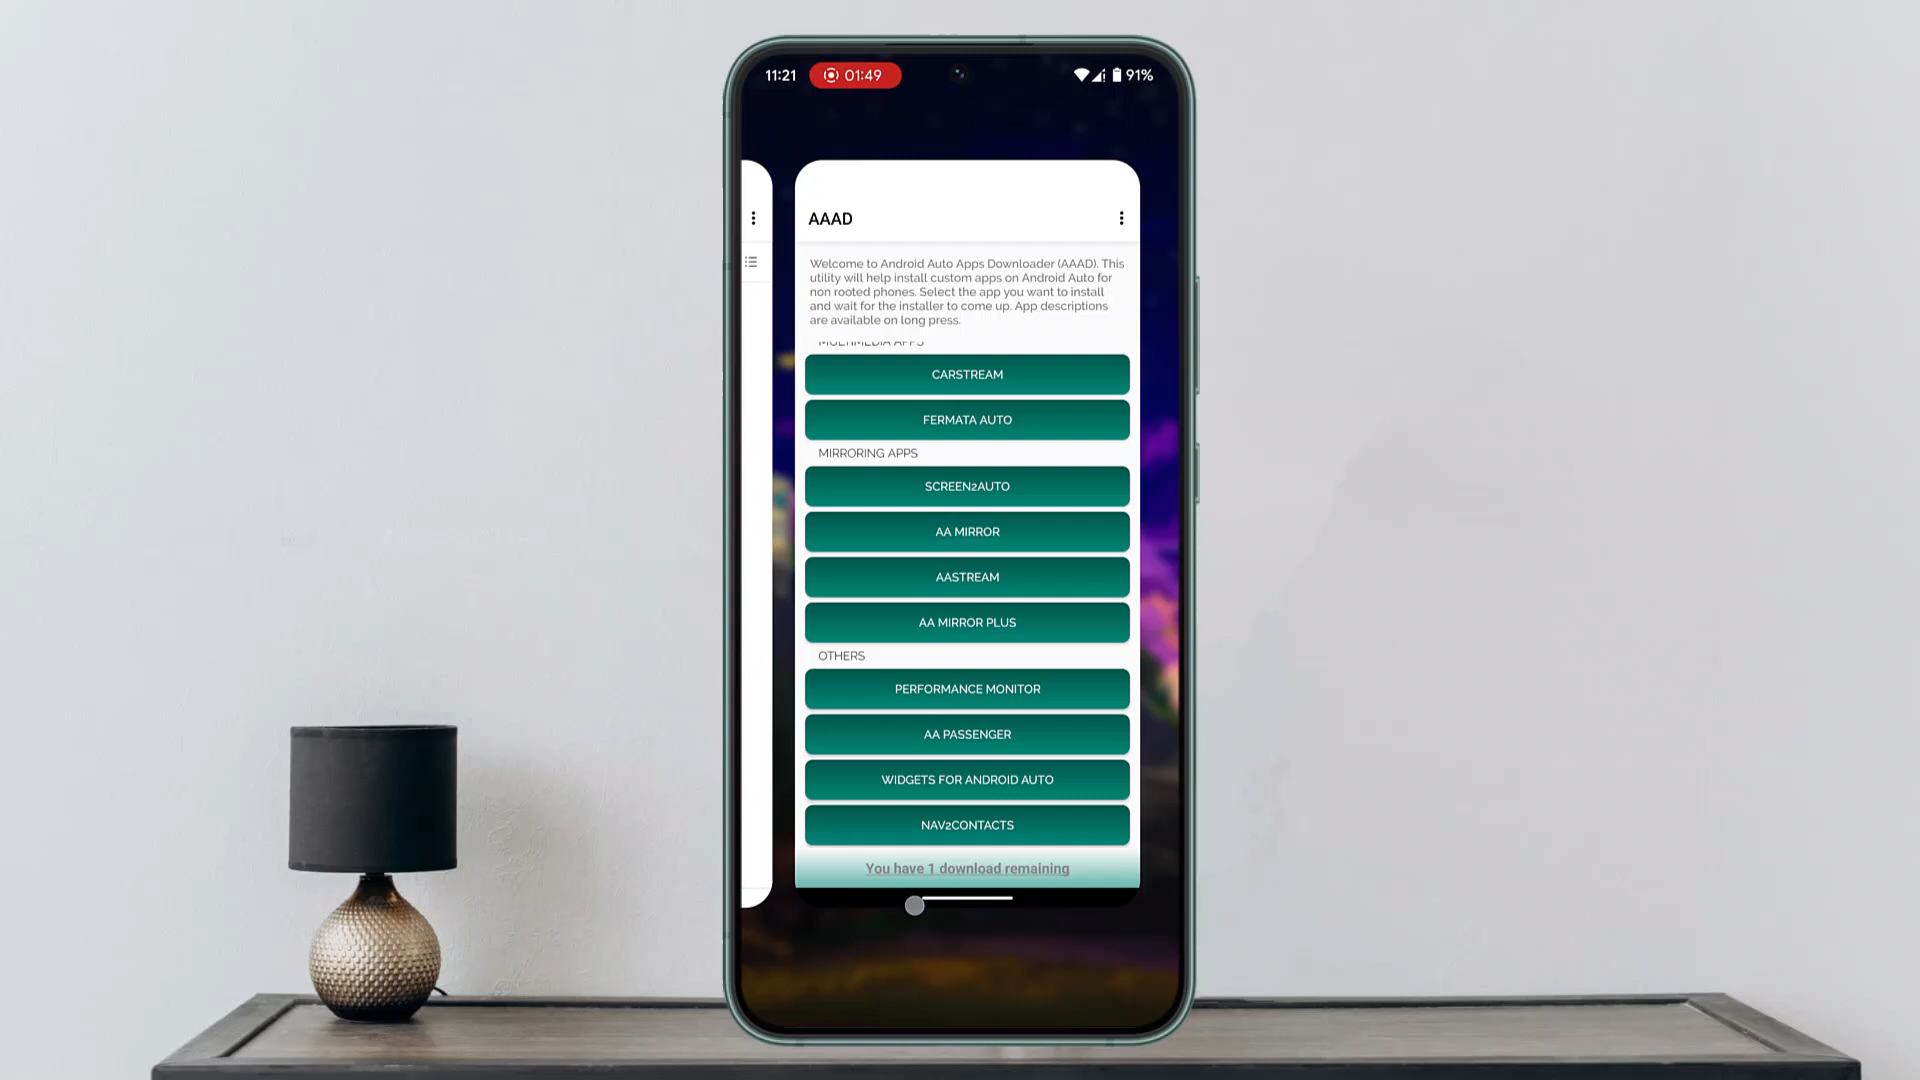 11:21 01:49 91%
AAAD
Welcome to Android Auto Apps Downloader (AAAD). This
utility will help install custom apps on Android Auto for
non rooted phones. Select the app you want to install
and wait for the installer to come up. App descriptions
are available on long press.
MULTIMEDIA APPS
CARSTREAM
FERMATA AUTO
MIRRORING APPS
SCREEN2AUTO
AA MIRROR
AASTREAM
AA MIRROR PLUS
OTHERS
PERFORMANCE MONITOR
AA PASSENGER
WIDGETS FOR ANDROID AUTO
NAV2CONTACTS
You have 1 download remaining